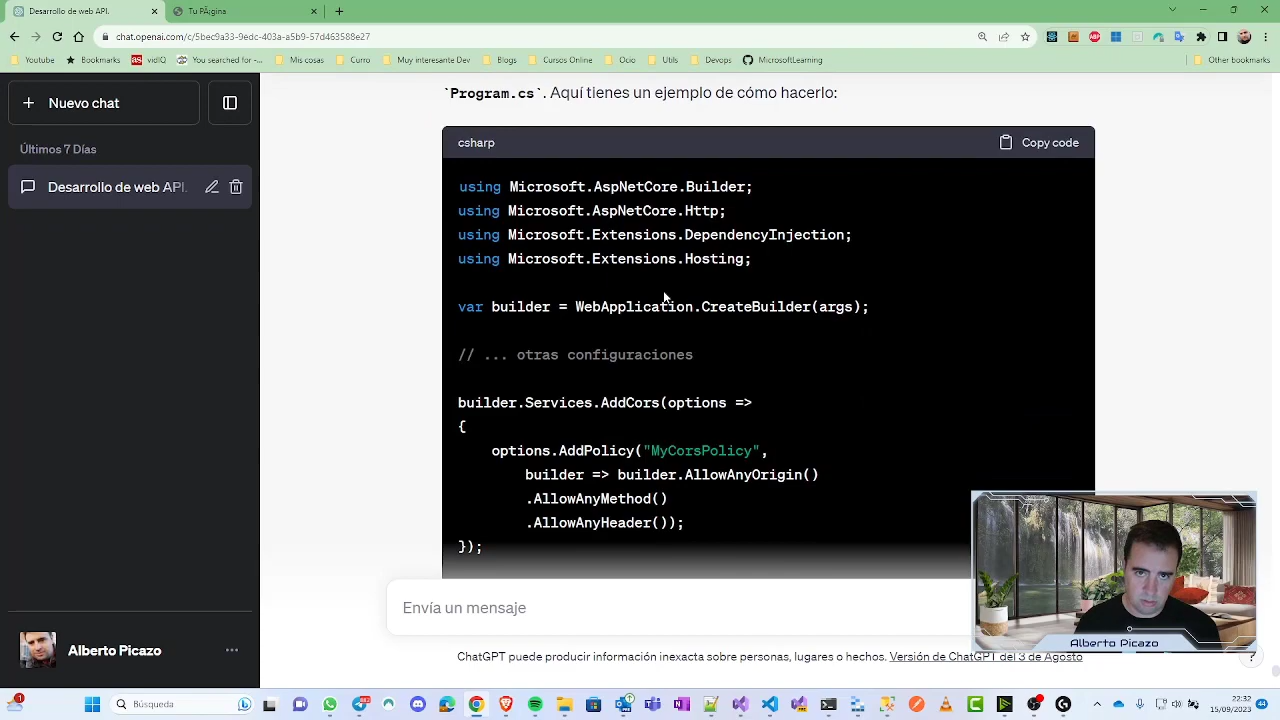 Desarrollo de web API.
Tu Página
chat.openai.com/c/5bec9a33-9edc-403a-a5b9-57d463588e27
Youtube
Bookmarks
vidIQ
You searched for -...
Mis cosas
Curro
Muy interesante Dev
Blogs
Cursos Online
Ocio
Utils
Devops
MicrosoftLearning
Other bookmarks
Nuevo chat
Últimos 7 Días
Desarrollo de web API.
`Program.cs`. Aquí tienes un ejemplo de cómo hacerlo:
csharp
Copy code
using Microsoft.AspNetCore.Builder;
using Microsoft.AspNetCore.Http;
using Microsoft.Extensions.DependencyInjection;
using Microsoft.Extensions.Hosting;
var builder = WebApplication.CreateBuilder(args);
// ... otras configuraciones
builder.Services.AddCors(options =>
{
options.AddPolicy("MyCorsPolicy",
builder => builder.AllowAnyOrigin()
.AllowAnyMethod()
.AllowAnyHeader());
});
Envía un mensaje
Alberto Picazo
Alberto Picazo
ChatGPT puede producir información inexacta sobre personas, lugares o hechos. Versión de ChatGPT del 3 de Agosto
?
Búsqueda
22:32
15/09/2023